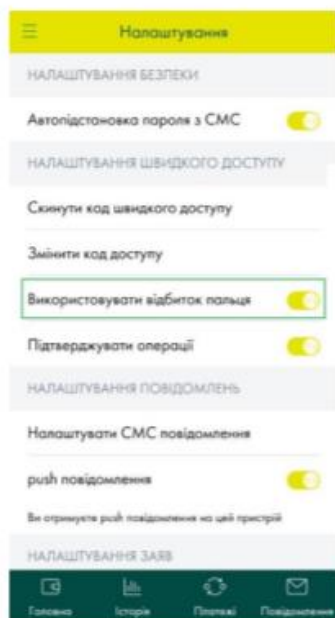 Налаштування
НАЛАШТУВАННЯ БЕЗПЕКИ
Автопідстановка пароля з СМС
НАЛАШТУВАННЯ ШВИДКОГО ДОСТУПУ
Скинути код швидкого доступу
Змінити код доступу
Використовувати відбиток пальця
Підтверджувати операції
НАЛАШТУВАННЯ ПОВІДОМЛЕНЬ
Налаштувати СМС повідомлення
push повідомлення
Ви отримуєте push повідомлення на цей пристрій
НАЛАШТУВАННЯ ЗАЯВ
Головна Історія Платежі Повідомлення